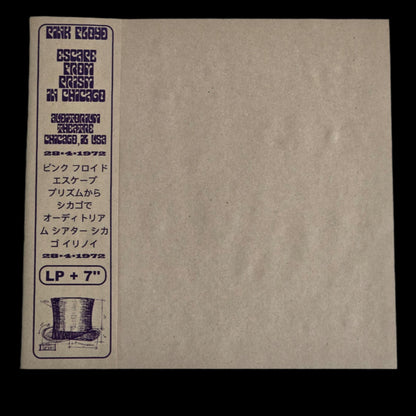 PINK FLOYD
ESCAPE
FROM
PRISM
IN CHICAGO
AUDITORIUM
THEATRE
CHICAGO, IL USA
28•4•1972
ピンク フロイド
エスケープ
プリズムから
シカゴで
オーディトリア
ム シアター シカ
ゴ イリノイ
28•4•1972
LP + 7"